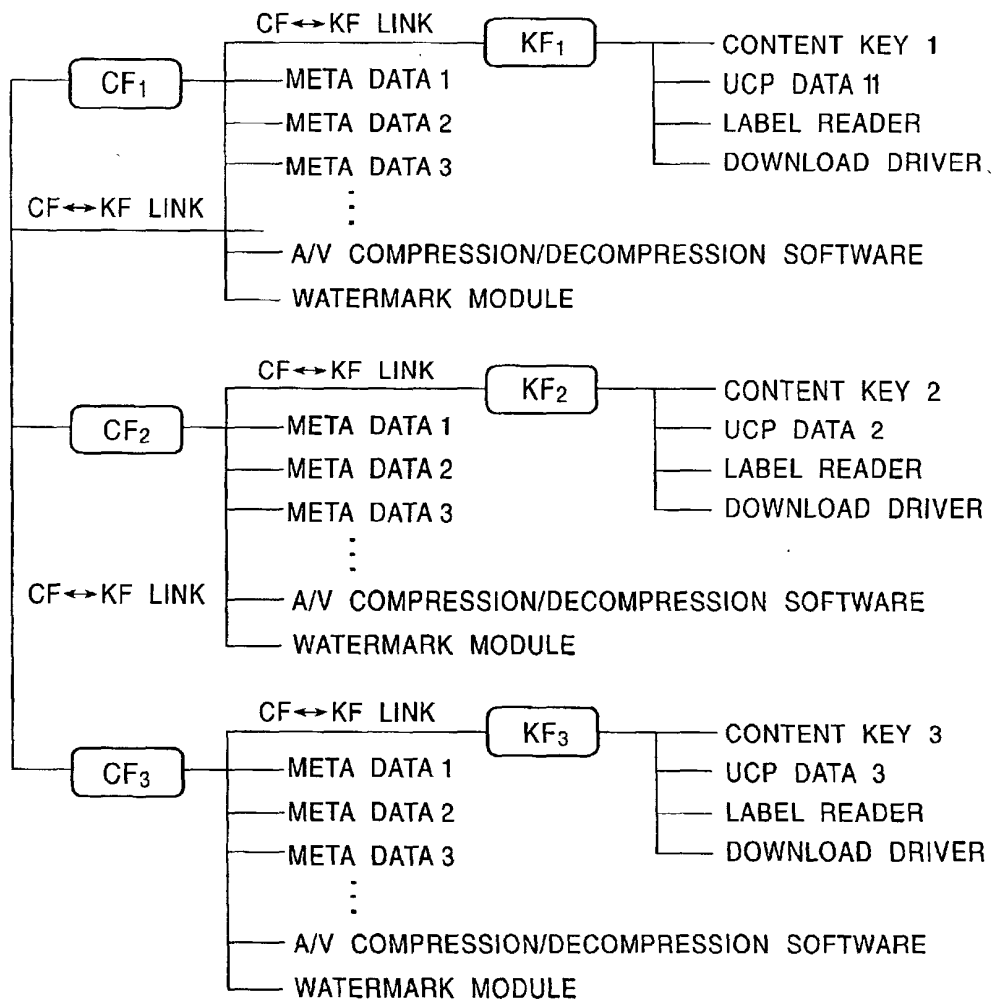 CF↔KF LINK
KF₁
CONTENT KEY 1
CF₁
META DATA 1
UCP DATA 11
META DATA 2
LABEL READER
META DATA 3
DOWNLOAD DRIVER
CF↔KF LINK
A/V COMPRESSION/DECOMPRESSION SOFTWARE
WATERMARK MODULE
CF↔KF LINK
KF₂
CONTENT KEY 2
CF₂
META DATA 1
UCP DATA 2
META DATA 2
LABEL READER
META DATA 3
DOWNLOAD DRIVER
CF↔KF LINK
A/V COMPRESSION/DECOMPRESSION SOFTWARE
WATERMARK MODULE
CF↔KF LINK
KF₃
CONTENT KEY 3
CF₃
META DATA 1
UCP DATA 3
META DATA 2
LABEL READER
META DATA 3
DOWNLOAD DRIVER
A/V COMPRESSION/DECOMPRESSION SOFTWARE
WATERMARK MODULE